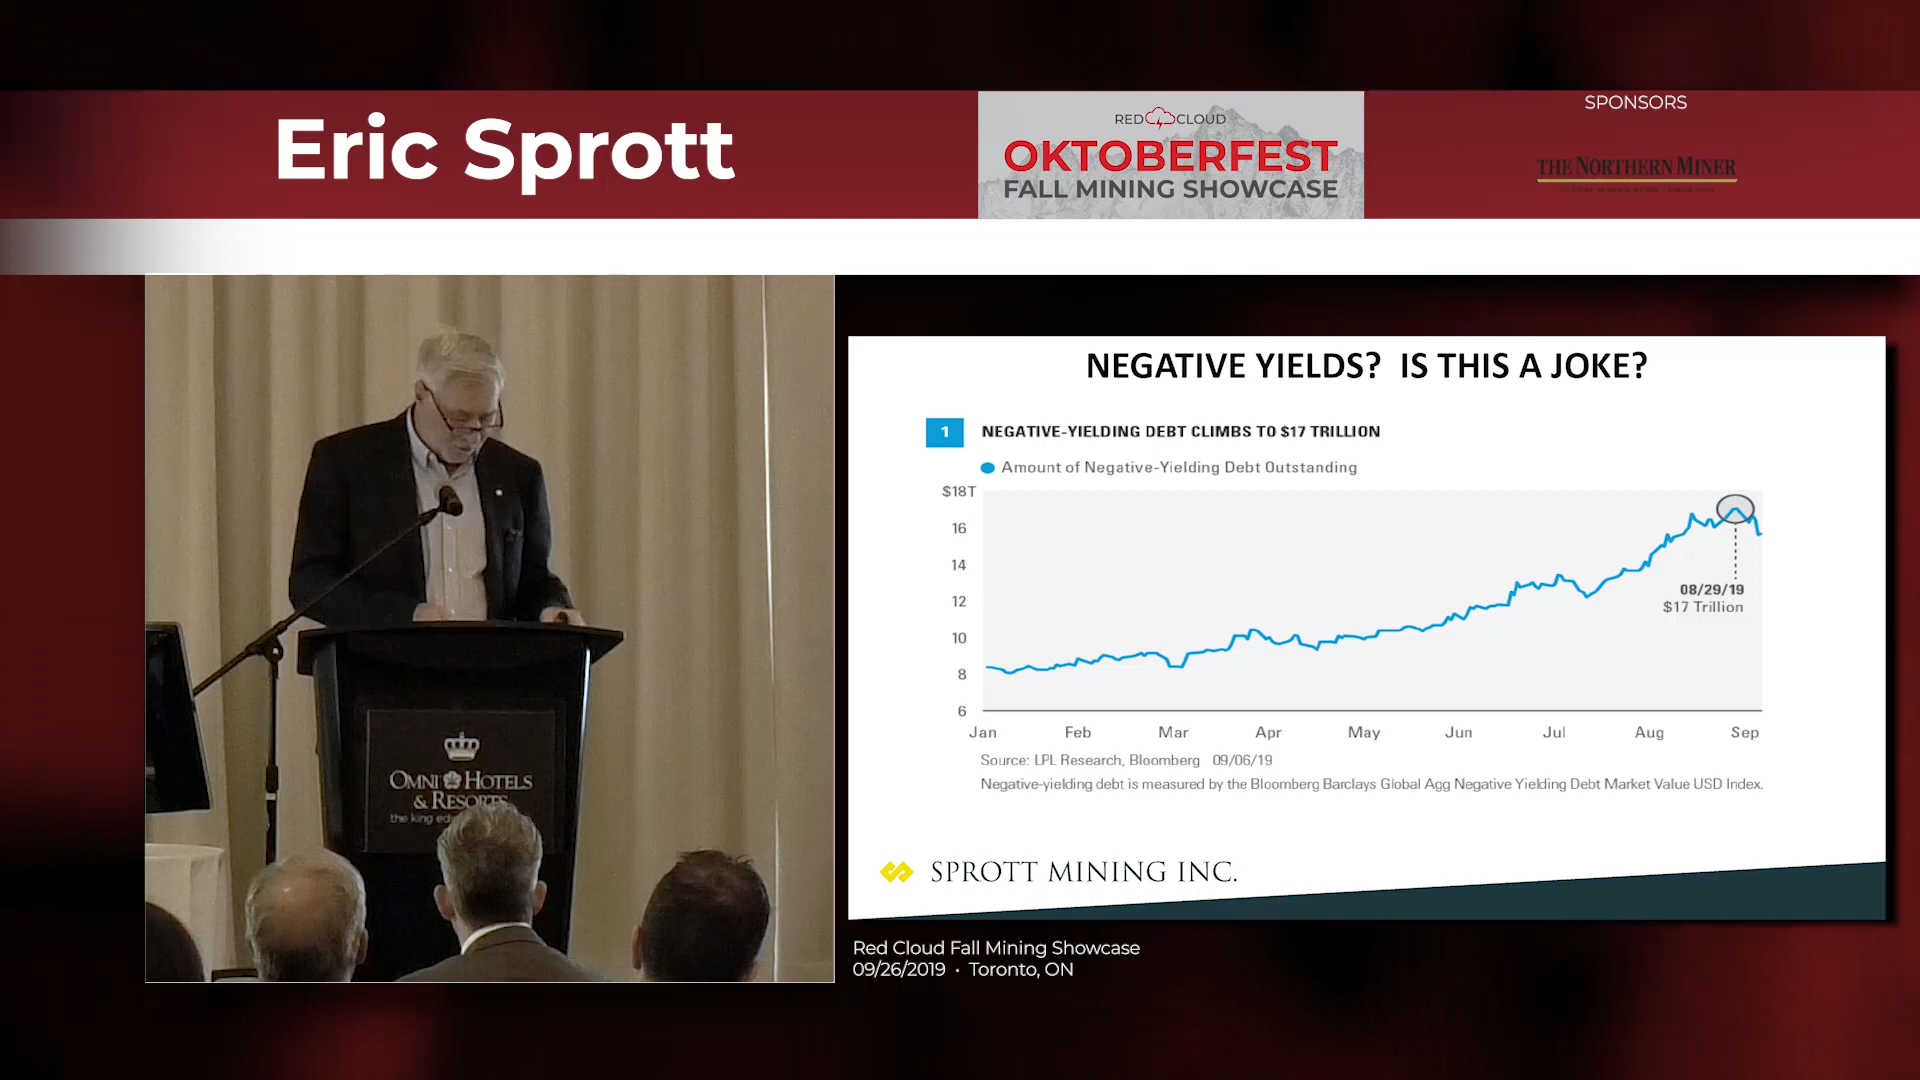 Eric Sprott
RED CLOUD
OKTOBERFEST
FALL MINING SHOWCASE
SPONSORS
THE NORTHERN MINER
NEGATIVE YIELDS? IS THIS A JOKE?
1 NEGATIVE-YIELDING DEBT CLIMBS TO $17 TRILLION
Amount of Negative-Yielding Debt Outstanding
$18T
16
14
12
10
8
6
08/29/19
$17 Trillion
Jan Feb Mar Apr May Jun Jul Aug Sep
Source: LPL Research, Bloomberg 09/06/19
Negative-yielding debt is measured by the Bloomberg Barclays Global Agg Negative Yielding Debt Market Value USD Index.
SPROTT MINING INC.
OMNI HOTELS
& RESORTS
the king
Red Cloud Fall Mining Showcase
09/26/2019 • Toronto, ON